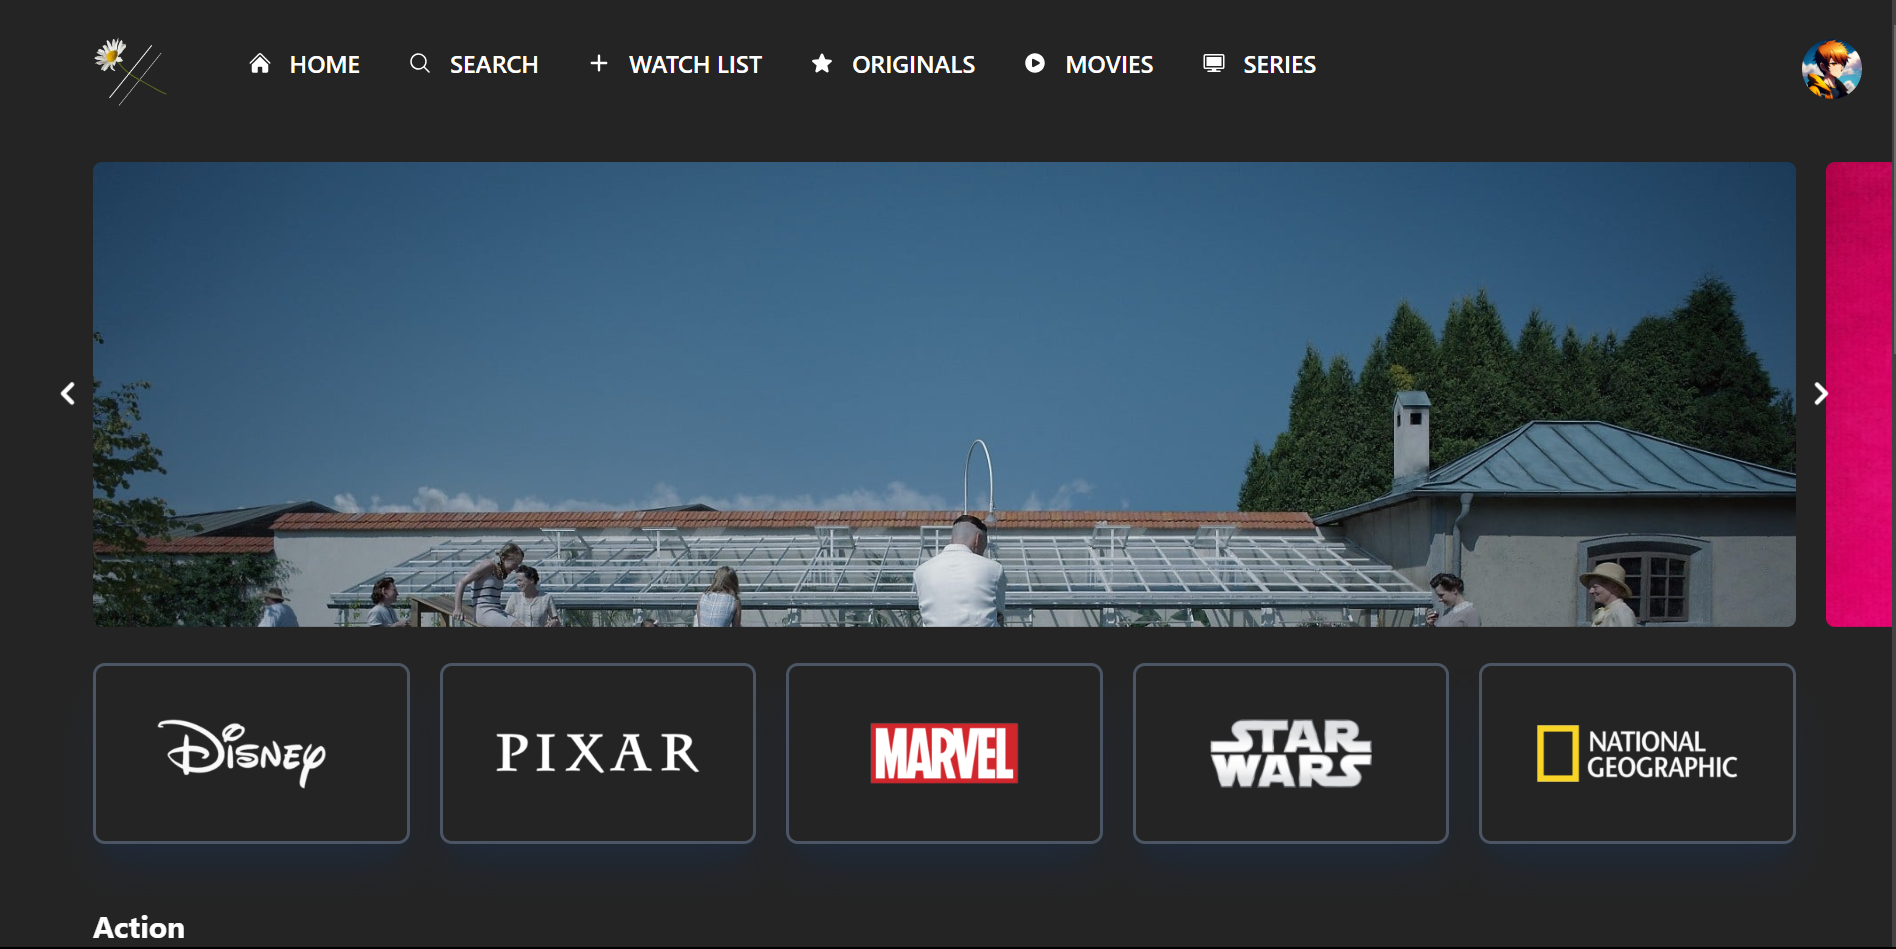 HOME
SEARCH
WATCH LIST
ORIGINALS
MOVIES
SERIES
DISNEY
PIXAR
MARVEL
STAR
WARS
NATIONAL
GEOGRAPHIC
Action